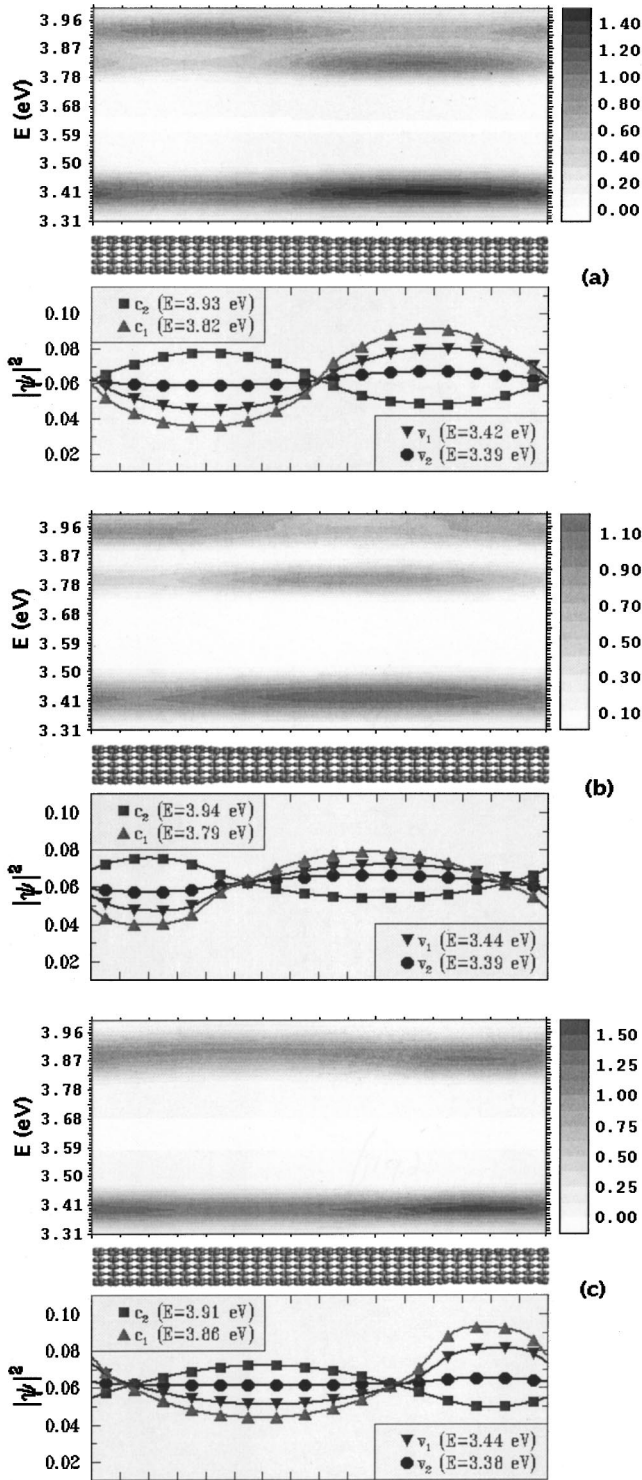 3.96
3.87
3.78
3.68
3.59
3.50
3.41
3.31
E (eV)
1.40
1.20
1.00
0.80
0.60
0.40
0.20
0.00
(a)
0.10
0.08
0.06
0.04
0.02
|ψ|²
c₂ (E=3.93 eV)
c₁ (E=3.82 eV)
v₁ (E=3.42 eV)
v₂ (E=3.39 eV)
3.96
3.87
3.78
3.68
3.59
3.50
3.41
3.31
E (eV)
1.10
0.90
0.70
0.50
0.30
0.10
(b)
0.10
0.08
0.06
0.04
0.02
|ψ|²
c₂ (E=3.94 eV)
c₁ (E=3.79 eV)
v₁ (E=3.44 eV)
v₂ (E=3.39 eV)
3.96
3.87
3.78
3.68
3.59
3.50
3.41
3.31
E (eV)
1.50
1.25
1.00
0.75
0.50
0.25
0.00
(c)
0.10
0.08
0.06
0.04
0.02
|ψ|²
c₂ (E=3.91 eV)
c₁ (E=3.86 eV)
v₁ (E=3.44 eV)
v₂ (E=3.38 eV)